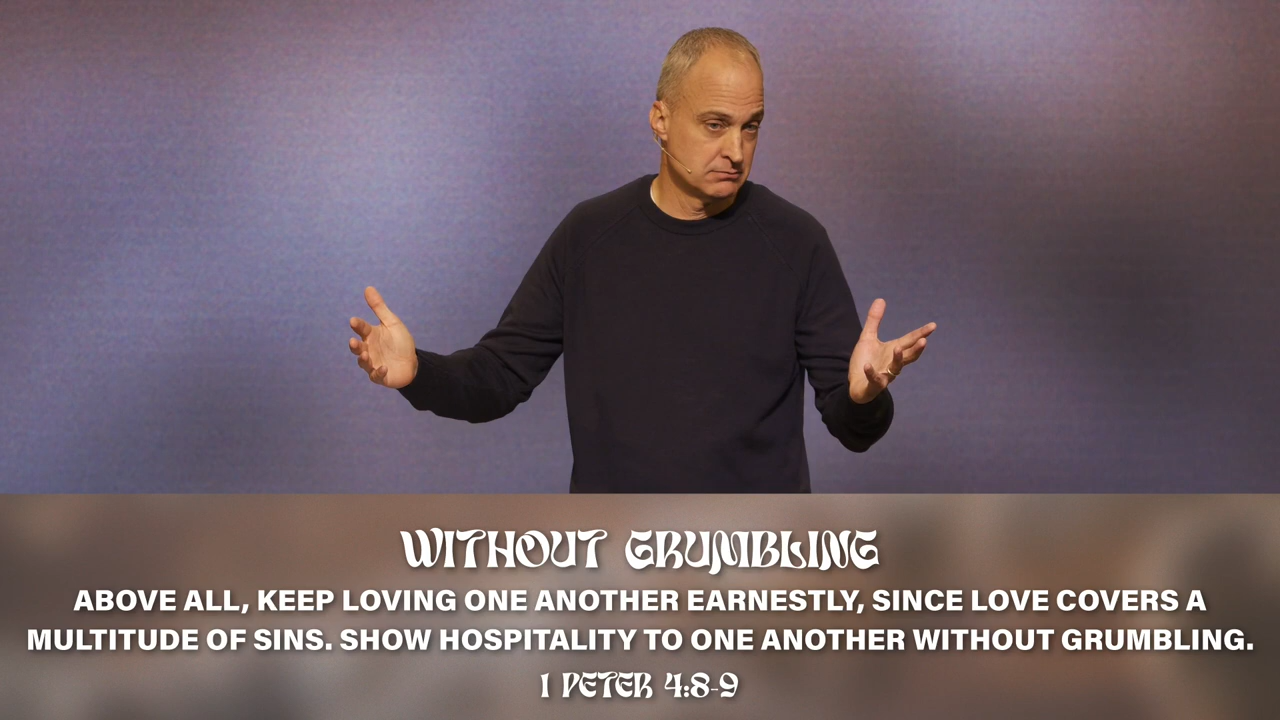 WITHOUT GRUMBLING
ABOVE ALL, KEEP LOVING ONE ANOTHER EARNESTLY, SINCE LOVE COVERS A
MULTITUDE OF SINS. SHOW HOSPITALITY TO ONE ANOTHER WITHOUT GRUMBLING.
1 PETER 4:8-9